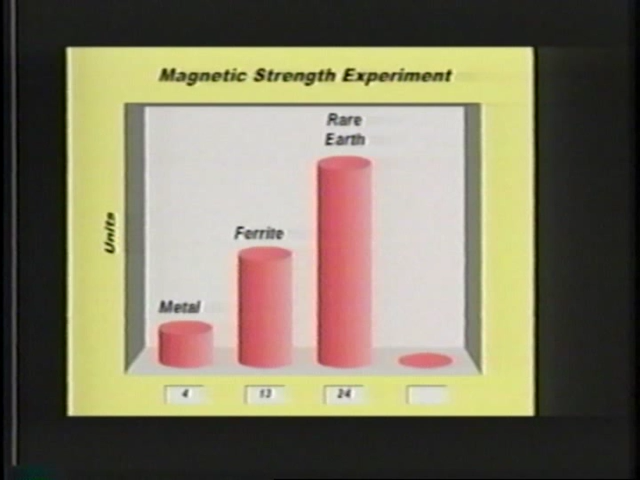 Magnetic Strength Experiment
Rare
Earth
Ferrite
Metal
Units
4 13 24